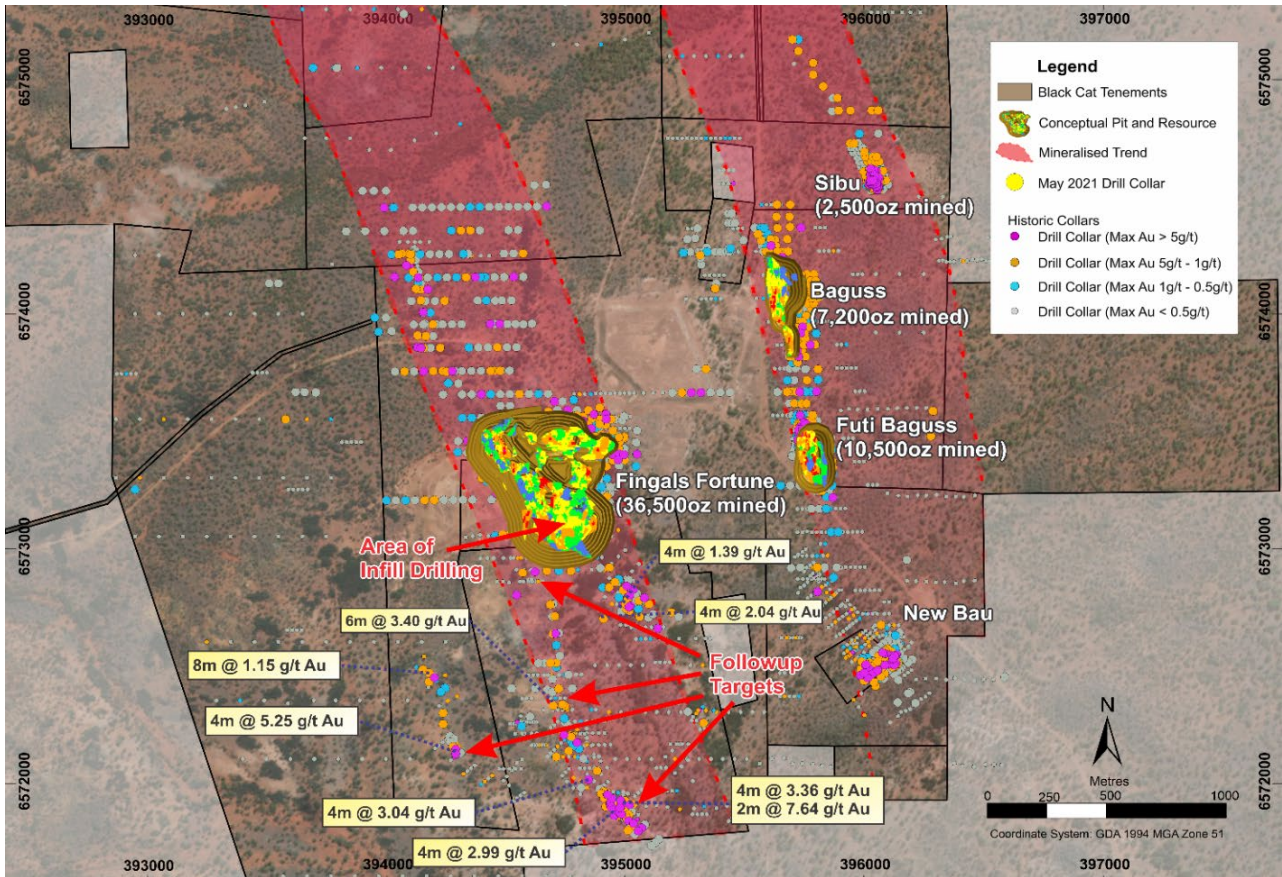 393000
394000
395000
396000
397000
6575000
6575000
Legend
Black Cat Tenements
Conceptual Pit and Resource
Mineralised Trend
May 2021 Drill Collar
Historic Collars
Drill Collar (Max Au > 5g/t)
Drill Collar (Max Au 5g/t - 1g/t)
Drill Collar (Max Au 1g/t - 0.5g/t)
Drill Collar (Max Au < 0.5g/t)
Sibu
(2,500oz mined)
6574000
6574000
Baguss
(7,200oz mined)
Futi Baguss
(10,500oz mined)
Fingals Fortune
(36,500oz mined)
6573000
6573000
Area of
Infill Drilling
4m @ 1.39 g/t Au
4m @ 2.04 g/t Au
New Bau
6m @ 3.40 g/t Au
8m @ 1.15 g/t Au
Followup
Targets
4m @ 5.25 g/t Au
6572000
6572000
4m @ 3.36 g/t Au
2m @ 7.64 g/t Au
4m @ 3.04 g/t Au
4m @ 2.99 g/t Au
N
Metres
0 250 500 1000
Coordinate System: GDA 1994 MGA Zone 51
393000
394000
395000
396000
397000